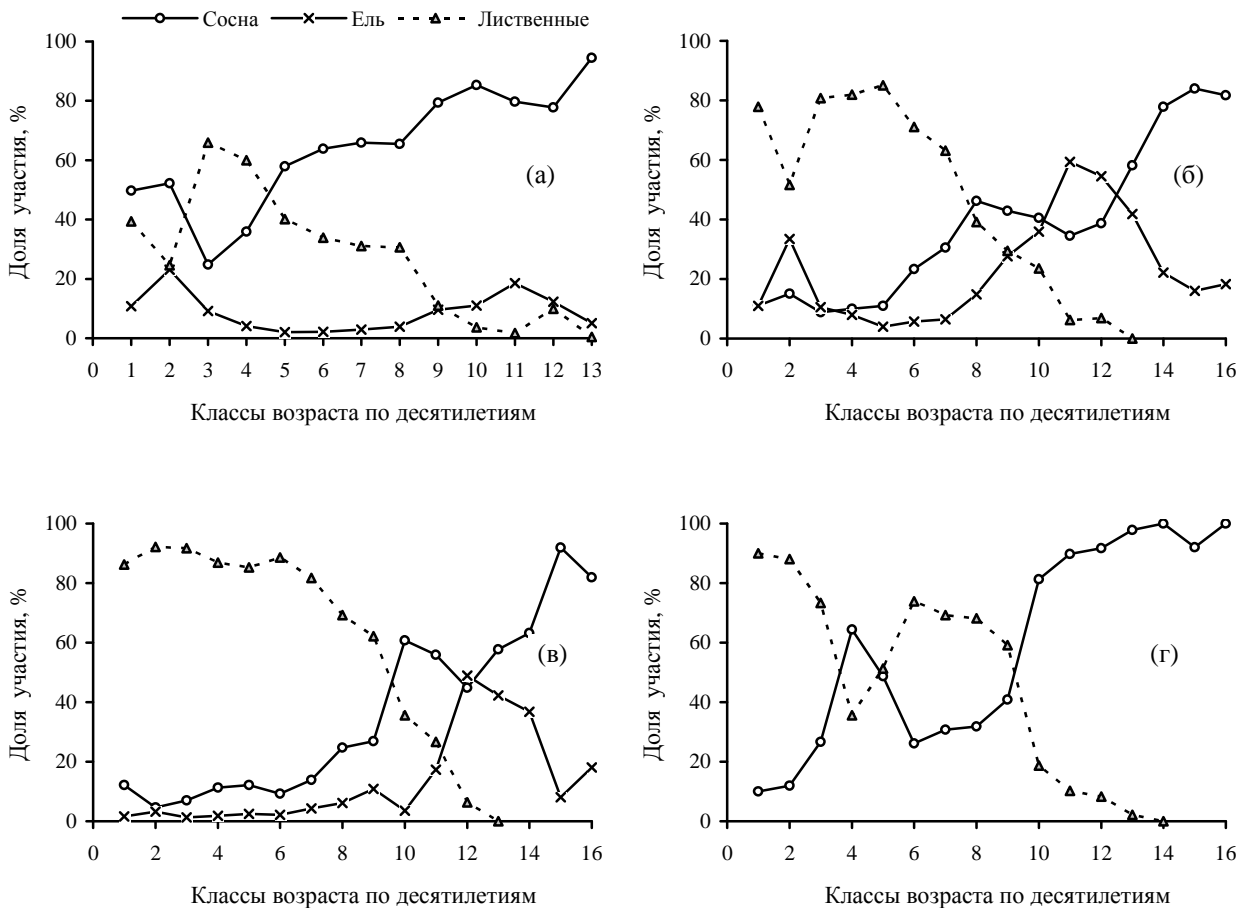 Сосна Ель Лиственные
100
80
60
40
20
0
Доля участия, %
(а)
0 1 2 3 4 5 6 7 8 9 10 11 12 13
Классы возраста по десятилетиям
100
80
60
40
20
0
Доля участия, %
(б)
0 2 4 6 8 10 12 14 16
Классы возраста по десятилетиям
100
80
60
40
20
0
Доля участия, %
(в)
0 2 4 6 8 10 12 14 16
Классы возраста по десятилетиям
100
80
60
40
20
0
Доля участия, %
(г)
0 2 4 6 8 10 12 14 16
Классы возраста по десятилетиям